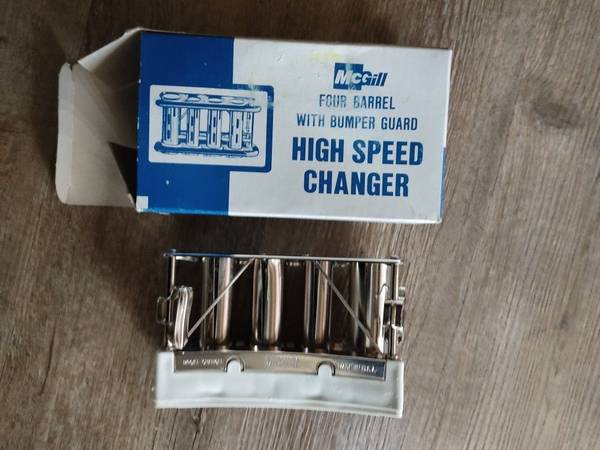 McGill
FOUR BARREL
WITH BUMPER GUARD
HIGH SPEED
CHANGER